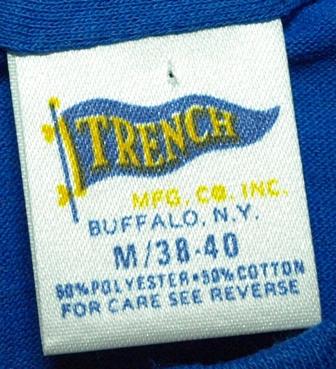 TRENCH
MFG. CO. INC.
BUFFALO, N.Y.
M/38-40
50% POLYESTER • 50% COTTON
FOR CARE SEE REVERSE